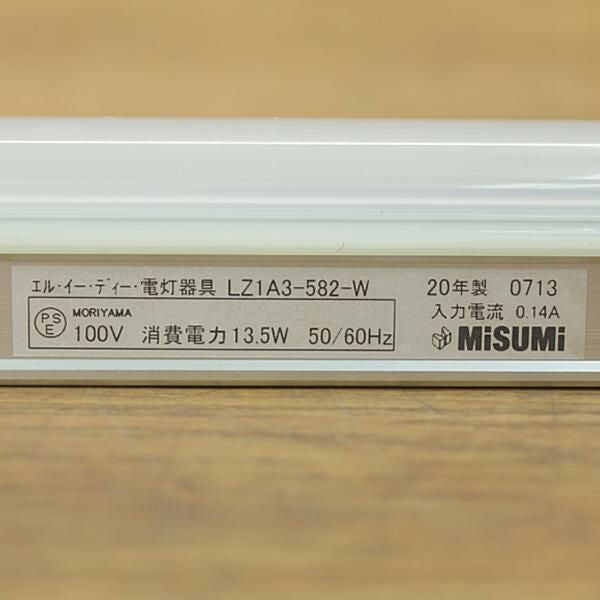 エル・イー・ディー・電灯器具 LZ1A3-582-W
20年製 0713
PSE
MORIYAMA
100V 消費電力13.5W 50/60Hz
入力電流 0.14A
MiSUMi